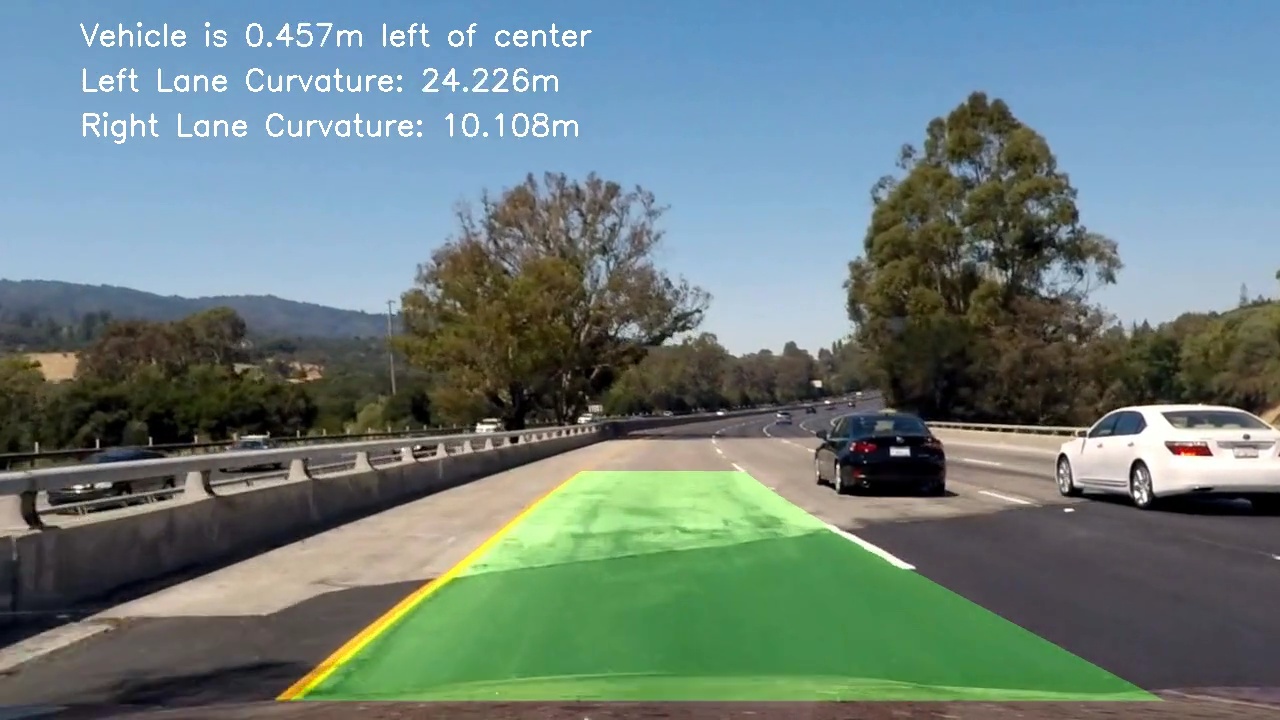 Vehicle is 0.457m left of center
Left Lane Curvature: 24.226m
Right Lane Curvature: 10.108m